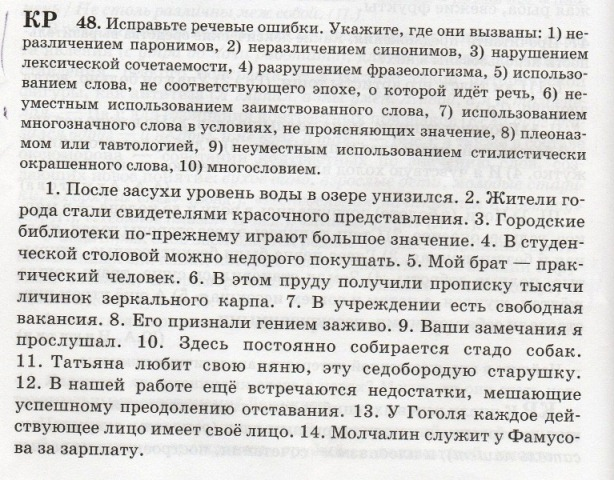 КР 48. Исправьте речевые ошибки. Укажите, где они вызваны: 1) не-
различением паронимов, 2) неразличением синонимов, 3) нарушением
лексической сочетаемости, 4) разрушением фразеологизма, 5) использо-
ванием слова, не соответствующего эпохе, о которой идёт речь, 6) не-
уместным использованием заимствованного слова, 7) использованием
многозначного слова в условиях, не проясняющих значение, 8) плеоназ-
мом или тавтологией, 9) неуместным использованием стилистически
окрашенного слова, 10) многословием.
1. После засухи уровень воды в озере унизился. 2. Жители го-
рода стали свидетелями красочного представления. 3. Городские
библиотеки по-прежнему играют большое значение. 4. В студен-
ческой столовой можно недорого покушать. 5. Мой брат — прак-
тический человек. 6. В этом пруду получили прописку тысячи
личинок зеркального карпа. 7. В учреждении есть свободная
вакансия. 8. Его признали гением заживо. 9. Ваши замечания я
прослушал. 10. Здесь постоянно собирается стадо собак.
11. Татьяна любит свою няню, эту седобородую старушку.
12. В нашей работе ещё встречаются недостатки, мешающие
успешному преодолению отставания. 13. У Гоголя каждое дей-
ствующее лицо имеет своё лицо. 14. Молчалин служит у Фамусо-
ва за зарплату.